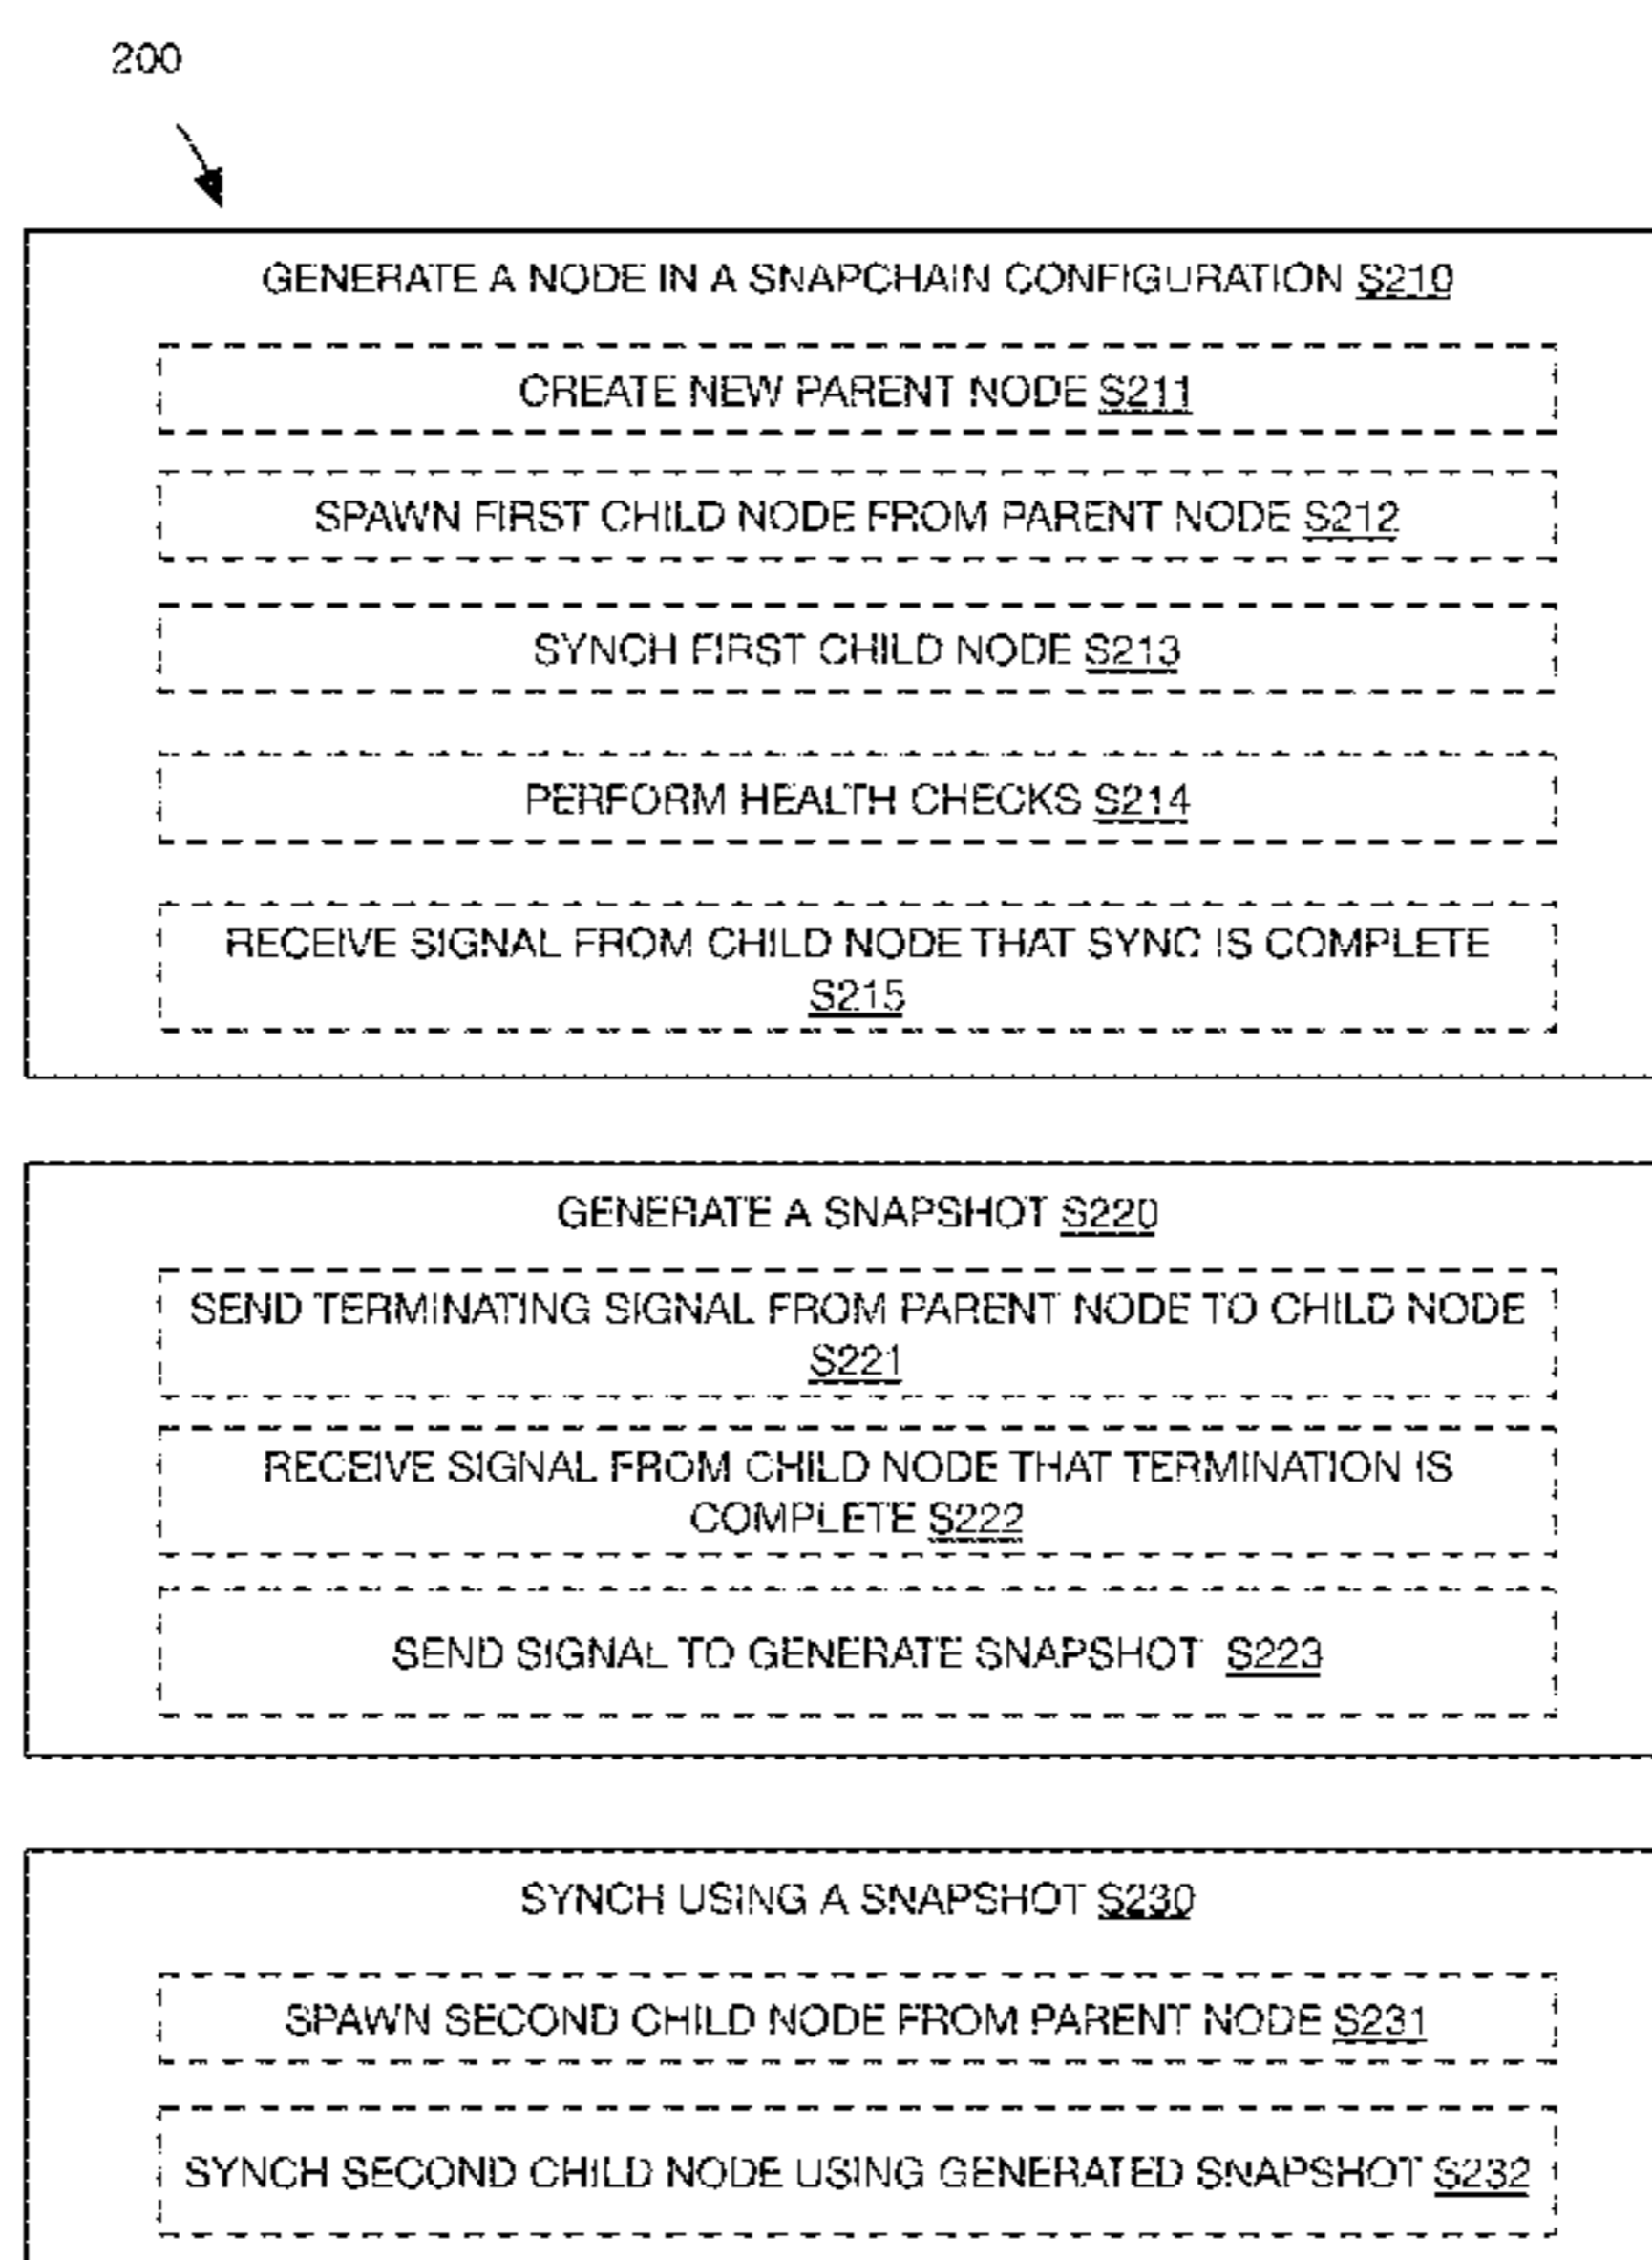 200
GENERATE A NODE IN A SNAPCHAIN CONFIGURATION S210
CREATE NEW PARENT NODE S211
SPAWN FIRST CHILD NODE FROM PARENT NODE S212
SYNCH FIRST CHILD NODE S213
PERFORM HEALTH CHECKS S214
RECEIVE SIGNAL FROM CHILD NODE THAT SYNC IS COMPLETE
S215
GENERATE A SNAPSHOT S220
SEND TERMINATING SIGNAL FROM PARENT NODE TO CHILD NODE
S221
RECEIVE SIGNAL FROM CHILD NODE THAT TERMINATION IS
COMPLETE S222
SEND SIGNAL TO GENERATE SNAPSHOT S223
SYNCH USING A SNAPSHOT S230
SPAWN SECOND CHILD NODE FROM PARENT NODE S231
SYNCH SECOND CHILD NODE USING GENERATED SNAPSHOT S232